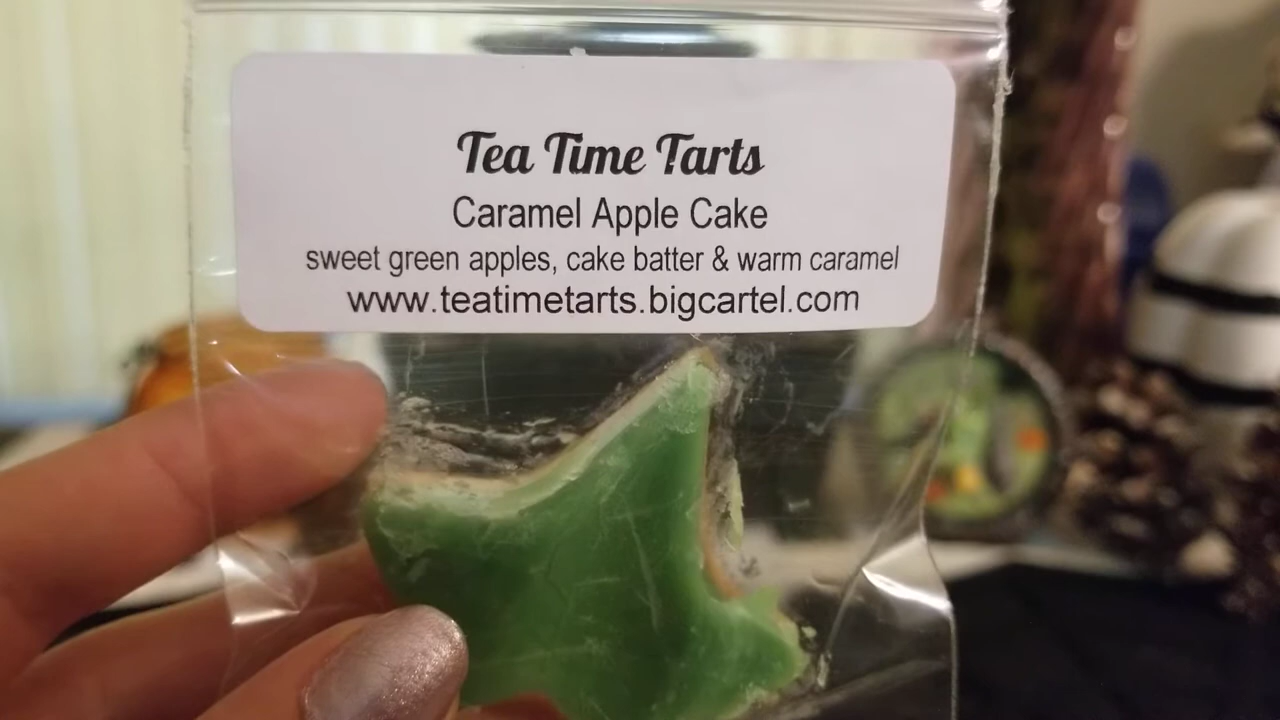 Tea Time Tarts
Caramel Apple Cake
sweet green apples, cake batter & warm caramel
www.teatimetarts.bigcartel.com